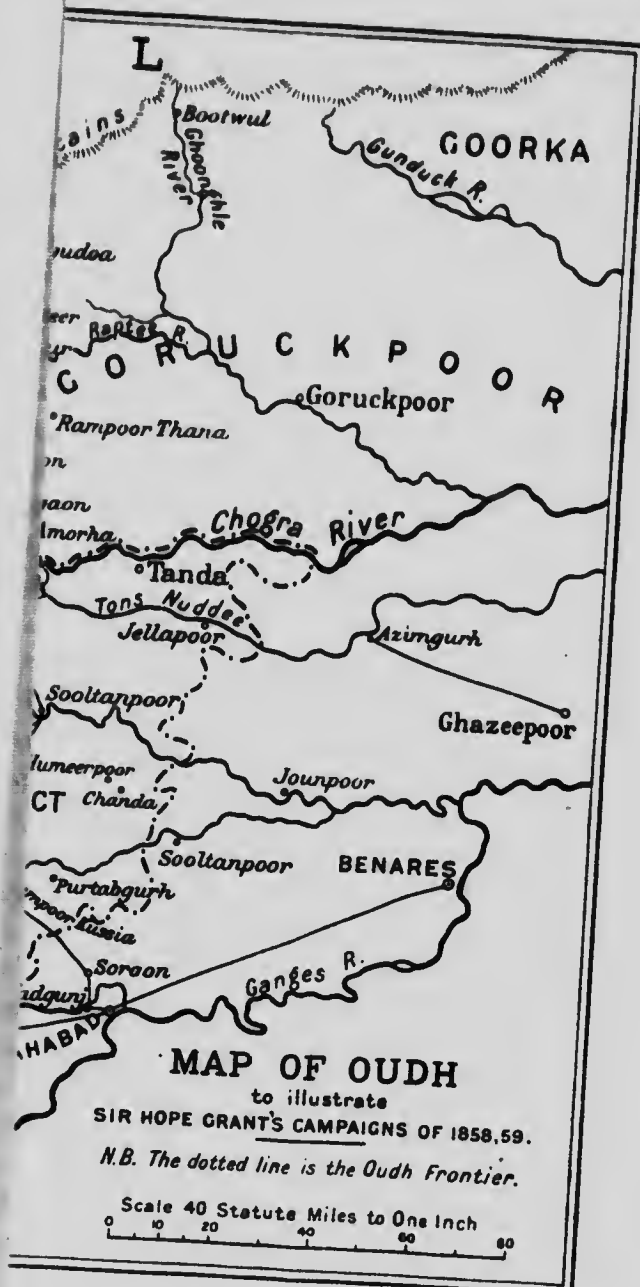 L
Bootwul
Ghoonghle
River
GOORKA
Gunduck R.
Raptee R.
GORUCKPOOR
Goruckpoor
Rampoor Thana
Chogra River
Tanda
Tons Nuddee
Jellapoor
Azimgurh
Sooltanpoor
Ghazeepoor
Jounpoor
CT
Chanda
Sooltanpoor
BENARES
Purtabgurh
Russia
Soraon
Ganges R.
MAP OF OUDH
to illustrate
SIR HOPE GRANT'S CAMPAIGNS OF 1858,59.
N.B. The dotted line is the Oudh Frontier.
Scale 40 Statute Miles to One Inch
0 10 20 40 60 80